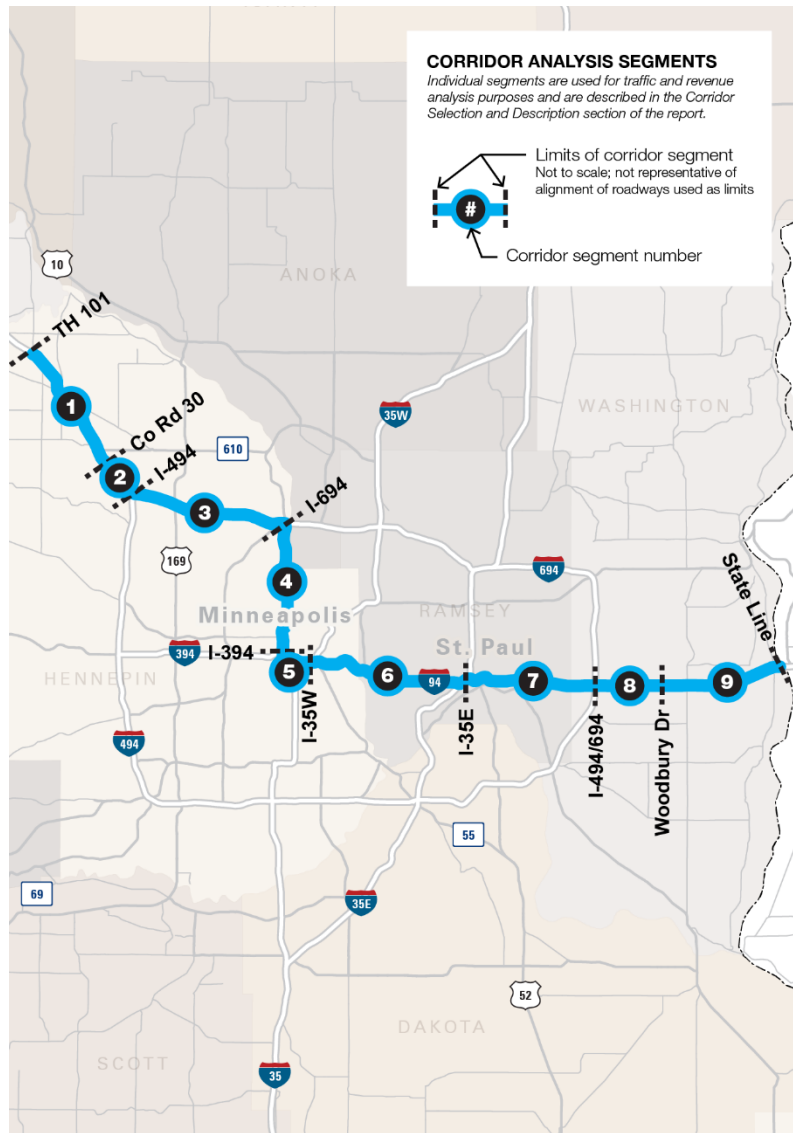 CORRIDOR ANALYSIS SEGMENTS
Individual segments are used for traffic and revenue
analysis purposes and are described in the Corridor
Selection and Description section of the report.
Limits of corridor segment
Not to scale; not representative of
alignment of roadways used as limits
#
Corridor segment number
10
ANOKA
TH 101
1
35W
WASHINGTON
Co Rd 30
610
2
I-494
3
I-694
169
4
694
State Line
Minneapolis
RAMSEY
394
I-394
St. Paul
HENNEPIN
5
6
94
7
8
9
I-35W
I-35E
I-494/694
Woodbury Dr
494
55
69
35E
52
DAKOTA
SCOTT
35